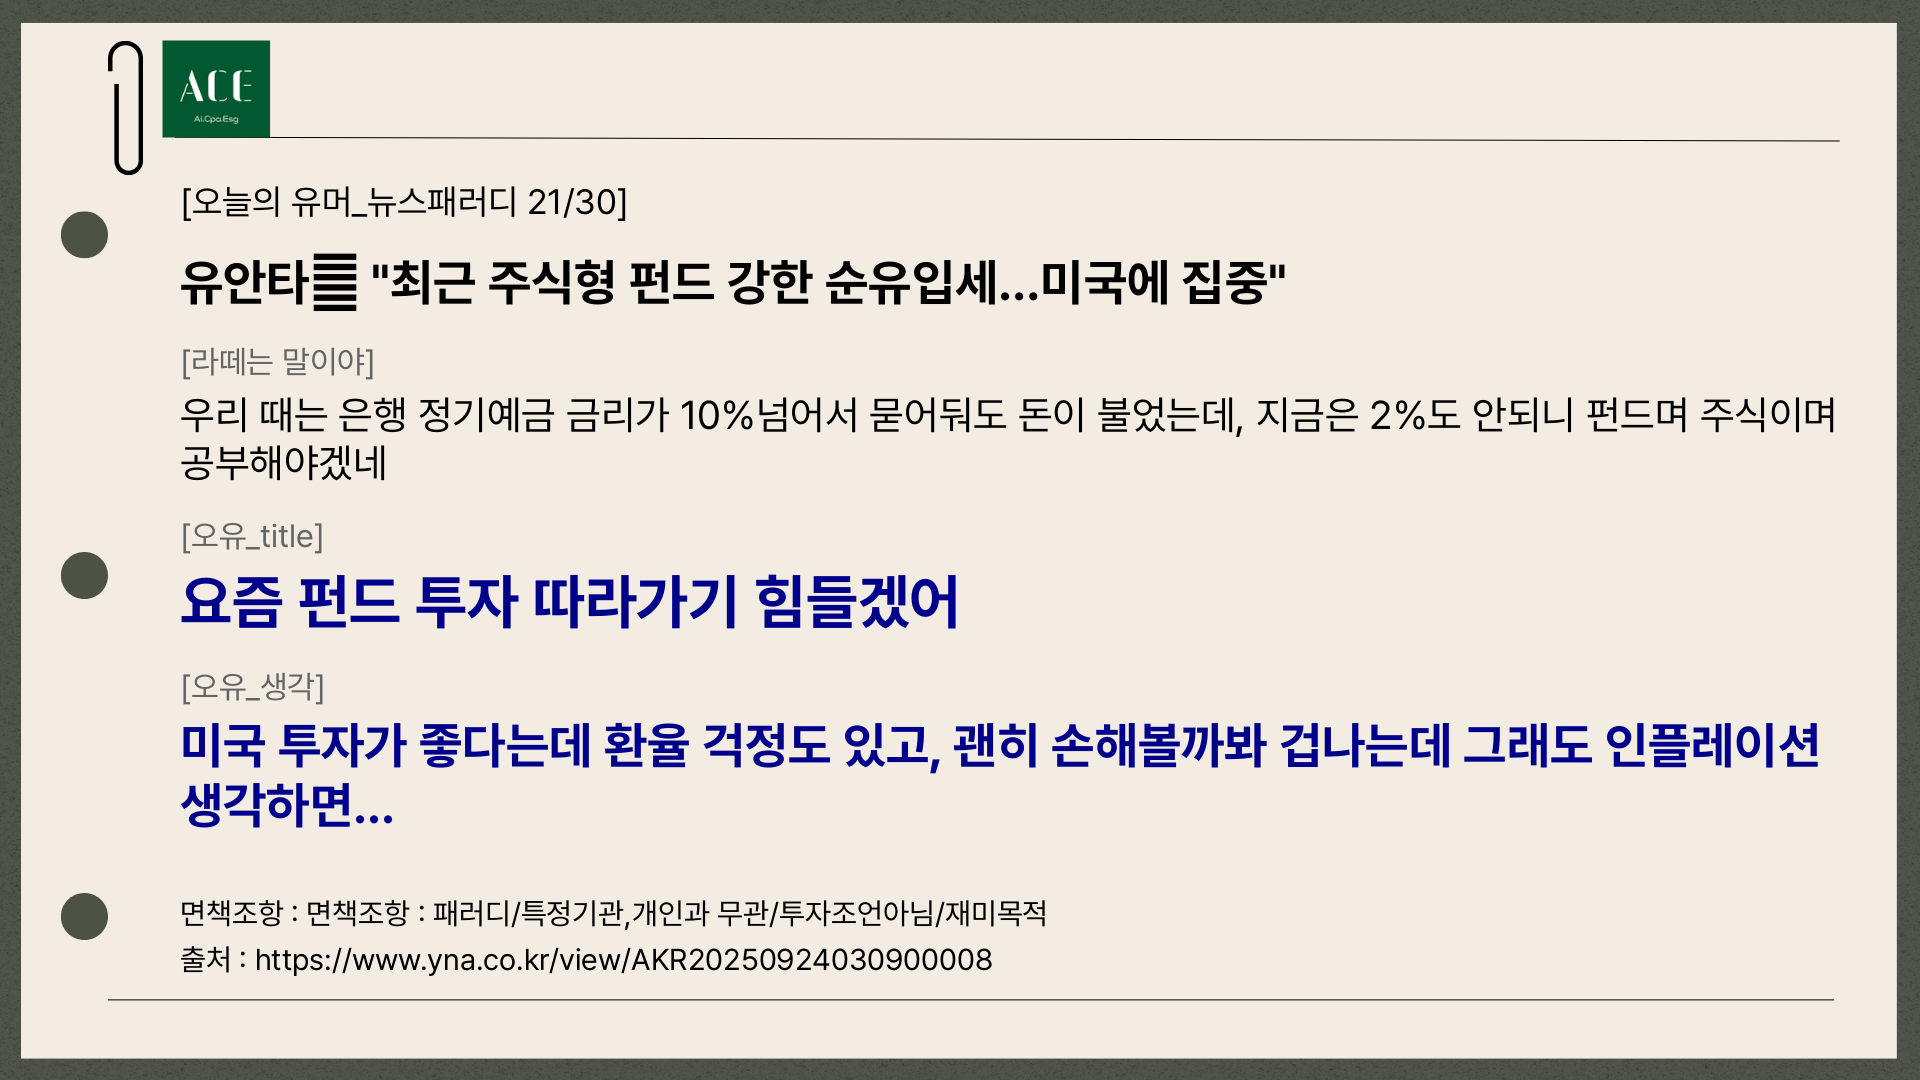 ACE
Ai.Cpa.Esg
[오늘의 유머_뉴스패러디 21/30]
유안타 "최근 주식형 펀드 강한 순유입세...미국에 집중"
[라떼는 말이야]
우리 때는 은행 정기예금 금리가 10%넘어서 묻어둬도 돈이 불었는데, 지금은 2%도 안되니 펀드며 주식이며
공부해야겠네
[오유_title]
요즘 펀드 투자 따라가기 힘들겠어
[오유_생각]
미국 투자가 좋다는데 환율 걱정도 있고, 괜히 손해볼까봐 겁나는데 그래도 인플레이션
생각하면...
면책조항 : 면책조항 : 패러디/특정기관,개인과 무관/투자조언아님/재미목적
출처 : https://www.yna.co.kr/view/AKR20250924030900008